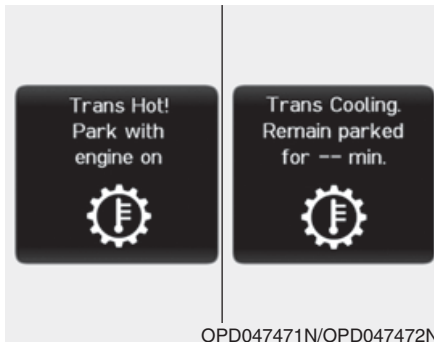 Trans Hot!
Park with
engine on
Trans Cooling.
Remain parked
for -- min.
OPD047471N/OPD047472N